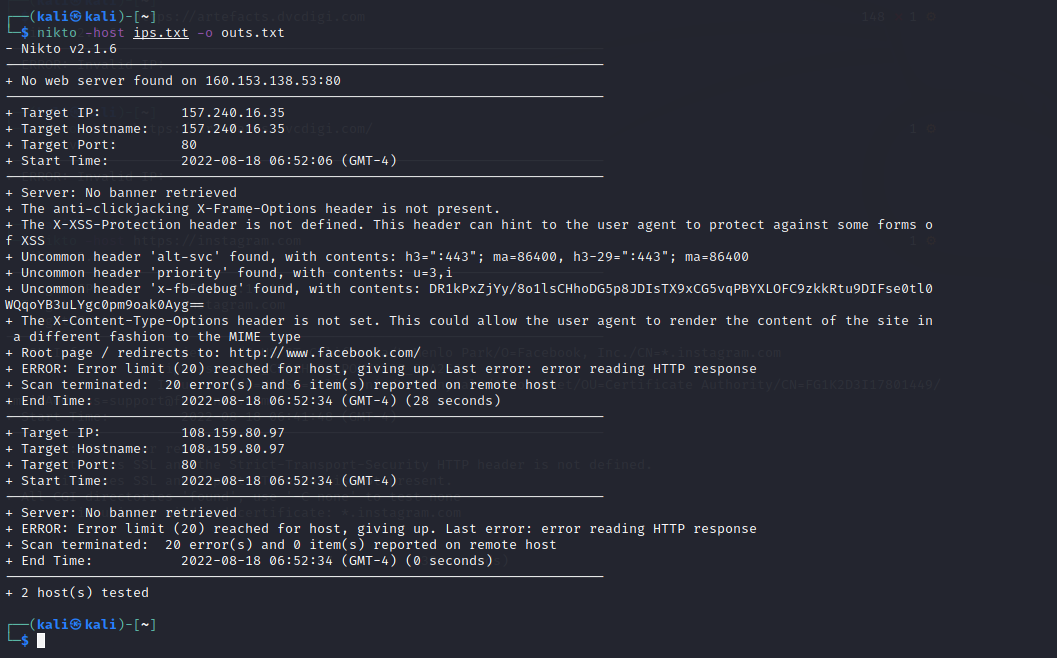 ┌──(kali㉿kali)-[~]
└─$ nikto -host ips.txt -o outs.txt
- Nikto v2.1.6
---------------------------------------------------------------------------
+ No web server found on 160.153.138.53:80
---------------------------------------------------------------------------
+ Target IP:          157.240.16.35
+ Target Hostname:    157.240.16.35
+ Target Port:        80
+ Start Time:         2022-08-18 06:52:06 (GMT-4)
---------------------------------------------------------------------------
+ Server: No banner retrieved
+ The anti-clickjacking X-Frame-Options header is not present.
+ The X-XSS-Protection header is not defined. This header can hint to the user agent to protect against some forms o
f XSS
+ Uncommon header 'alt-svc' found, with contents: h3=":443"; ma=86400, h3-29=":443"; ma=86400
+ Uncommon header 'priority' found, with contents: u=3,i
+ Uncommon header 'x-fb-debug' found, with contents: DR1kPxZjYy/8o1lsCHhoDG5p8JDIsTX9xCG5vqPBYXLOFC9zkkRtu9DIFse0tl0
WQqoYB3uLYgc0pm9oak0Ayg==
+ The X-Content-Type-Options header is not set. This could allow the user agent to render the content of the site in
 a different fashion to the MIME type
+ Root page / redirects to: http://www.facebook.com/
+ ERROR: Error limit (20) reached for host, giving up. Last error: error reading HTTP response
+ Scan terminated:  20 error(s) and 6 item(s) reported on remote host
+ End Time:           2022-08-18 06:52:34 (GMT-4) (28 seconds)
---------------------------------------------------------------------------
+ Target IP:          108.159.80.97
+ Target Hostname:    108.159.80.97
+ Target Port:        80
+ Start Time:         2022-08-18 06:52:34 (GMT-4)
---------------------------------------------------------------------------
+ Server: No banner retrieved
+ ERROR: Error limit (20) reached for host, giving up. Last error: error reading HTTP response
+ Scan terminated:  20 error(s) and 0 item(s) reported on remote host
+ End Time:           2022-08-18 06:52:34 (GMT-4) (0 seconds)
---------------------------------------------------------------------------
+ 2 host(s) tested
┌──(kali㉿kali)-[~]
└─$